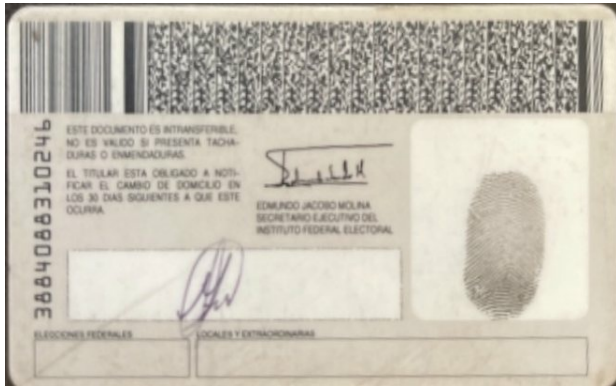 3884088310246
ESTE DOCUMENTO ES INTRANSFERIBLE,
NO ES VALIDO SI PRESENTA TACHA-
DURAS O ENMENDADURAS.
EL TITULAR ESTA OBLIGADO A NOTI-
FICAR EL CAMBIO DE DOMICILIO EN
LOS 30 DIAS SIGUIENTES A QUE ESTE
OCURRA.
EDMUNDO JACOBO MOLINA
SECRETARIO EJECUTIVO DEL
INSTITUTO FEDERAL ELECTORAL
ELECCIONES FEDERALES
LOCALES Y EXTRAORDINARIAS